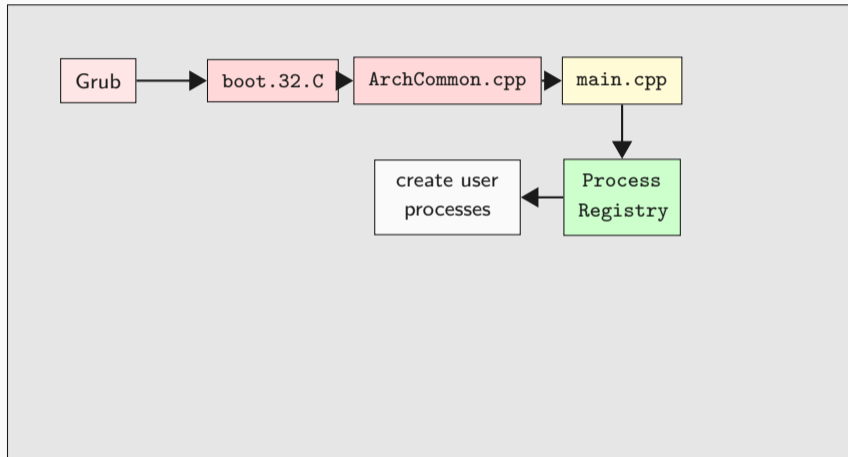 Grub
boot.32.C
ArchCommon.cpp
main.cpp
create user
processes
Process
Registry